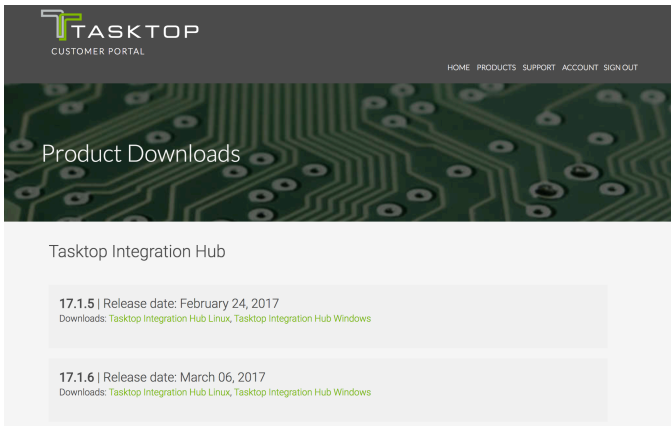 TASKTOP
CUSTOMER PORTAL
HOME PRODUCTS SUPPORT ACCOUNT SIGN OUT
Product Downloads
Tasktop Integration Hub
17.1.5 | Release date: February 24, 2017
Downloads: Tasktop Integration Hub Linux, Tasktop Integration Hub Windows
17.1.6 | Release date: March 06, 2017
Downloads: Tasktop Integration Hub Linux, Tasktop Integration Hub Windows